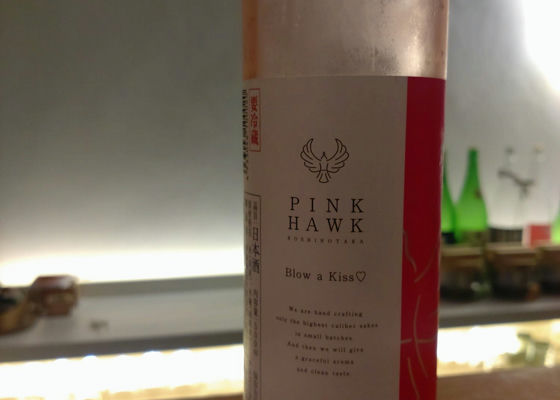 要冷蔵
PINK
HAWK
YOSHINOTAKA
Blow a Kiss♡
We are hand crafting
only the highest caliber sakes
in small batches.
And then we will give
a graceful aroma
and clean taste
日本酒